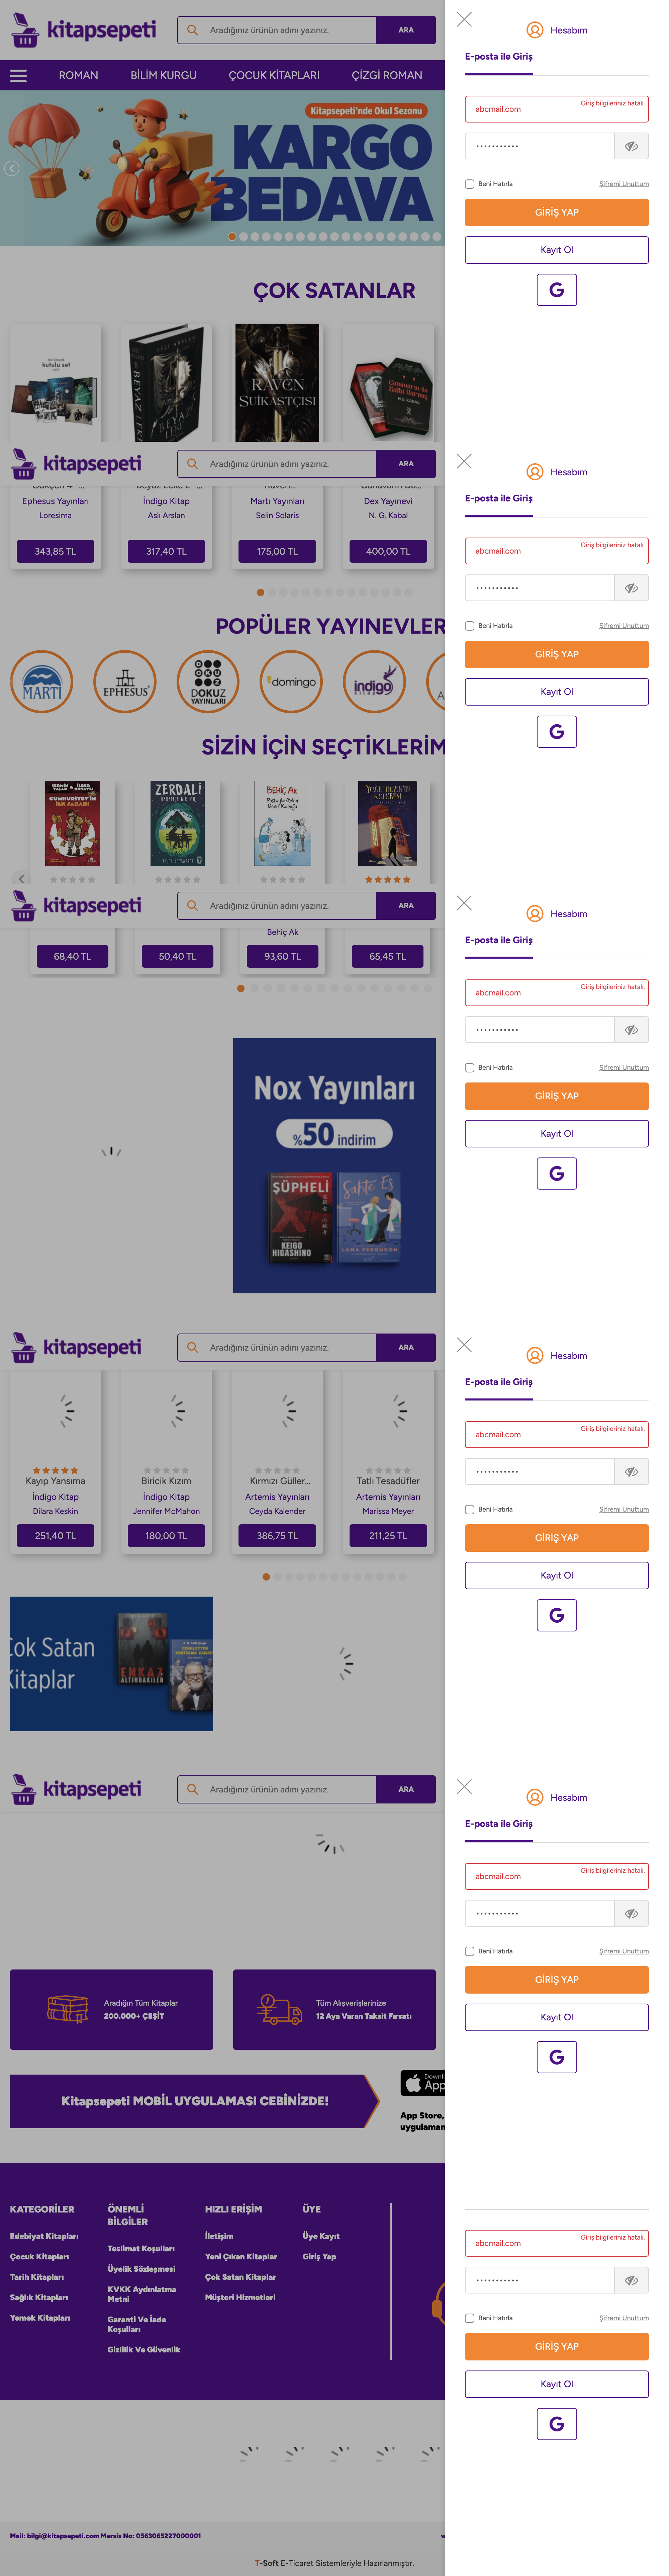 kitapsepeti
Aradığınız ürünün adını yazınız.
ARA
ROMAN
BİLİM KURGU
ÇOCUK KİTAPLARI
ÇİZGİ ROMAN
Kitapsepeti'nde Okul Sezonu
KARGO
BEDAVA
Hesabım
E-posta ile Giriş
abcmail.com
Giriş bilgileriniz hatalı.
Beni Hatırla
Şifremi Unuttum
GİRİŞ YAP
Kayıt Ol
G
ÇOK SATANLAR
kutulu set
RAVEN
SUİKASTÇISI
N.G. KABAL
kitapsepeti
Aradığınız ürünün adını yazınız.
ARA
Ephesus Yayınları
Loresima
343,85 TL
İndigo Kitap
Aslı Arslan
317,40 TL
Martı Yayınları
Selin Solaris
175,00 TL
Dex Yayınevi
N. G. Kabal
400,00 TL
Hesabım
E-posta ile Giriş
abcmail.com
Giriş bilgileriniz hatalı.
Beni Hatırla
Şifremi Unuttum
GİRİŞ YAP
Kayıt Ol
G
POPÜLER YAYINEVLER
MARTI
EPHESUS
DOKUZ
YAYINLARI
domingo
indigo
SİZİN İÇİN SEÇTİKLERİM
CUMHURİYET'İN
İLK SABAHI
ZERDALİ
DEDEMLE BİR YIL
BEHİÇ AK
kitapsepeti
Aradığınız ürünün adını yazınız.
ARA
Behiç Ak
68,40 TL
50,40 TL
93,60 TL
65,45 TL
Hesabım
E-posta ile Giriş
abcmail.com
Giriş bilgileriniz hatalı.
Beni Hatırla
Şifremi Unuttum
GİRİŞ YAP
Kayıt Ol
G
Nox Yayınları
%50 indirim
ŞÜPHELİ
KEIGO
HIGASHINO
Sahte Eş
LANA FERGUSON
kitapsepeti
Aradığınız ürünün adını yazınız.
ARA
Kayıp Yansıma
İndigo Kitap
Dilara Keskin
251,40 TL
Biricik Kızım
İndigo Kitap
Jennifer McMahon
180,00 TL
Kırmızı Güller...
Artemis Yayınları
Ceyda Kalender
386,75 TL
Tatlı Tesadüfler
Artemis Yayınları
Marissa Meyer
211,25 TL
Hesabım
E-posta ile Giriş
abcmail.com
Giriş bilgileriniz hatalı.
Beni Hatırla
Şifremi Unuttum
GİRİŞ YAP
Kayıt Ol
G
Çok Satan
Kitaplar
ENKAZ
ALTINDAKİLER
kitapsepeti
Aradığınız ürünün adını yazınız.
ARA
Hesabım
E-posta ile Giriş
abcmail.com
Giriş bilgileriniz hatalı.
Beni Hatırla
Şifremi Unuttum
GİRİŞ YAP
Kayıt Ol
G
Aradığın Tüm Kitaplar
200.000+ ÇEŞİT
Tüm Alışverişlerinize
12 Aya Varan Taksit Fırsatı
Kitapsepeti MOBİL UYGULAMASI CEBİNİZDE!
App Store,
KATEGORİLER
Edebiyat Kitapları
Çocuk Kitapları
Tarih Kitapları
Sağlık Kitapları
Yemek Kitapları
ÖNEMLİ
BİLGİLER
Teslimat Koşulları
Üyelik Sözleşmesi
KVKK Aydınlatma
Metni
Garanti Ve İade
Koşulları
Gizlilik Ve Güvenlik
HIZLI ERİŞİM
İletişim
Yeni Çıkan Kitaplar
Çok Satan Kitaplar
Müşteri Hizmetleri
ÜYE
Üye Kayıt
Giriş Yap
abcmail.com
Giriş bilgileriniz hatalı.
Beni Hatırla
Şifremi Unuttum
GİRİŞ YAP
Kayıt Ol
G
Mail: bilgi@kitapsepeti.com Mersis No: 0563065227000001
T-Soft E-Ticaret Sistemleriyle Hazırlanmıştır.